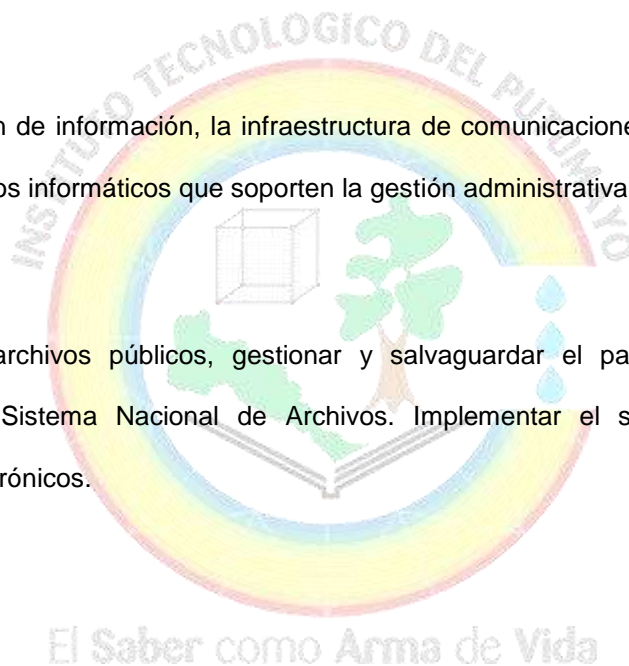 INSTITUTO TECNOLOGICO DEL PUTUMAYO
n de información, la infraestructura de comunicacione
os informáticos que soporten la gestión administrativa
archivos públicos, gestionar y salvaguardar el pa
Sistema Nacional de Archivos. Implementar el s
rónicos.
El Saber como Arma de Vida